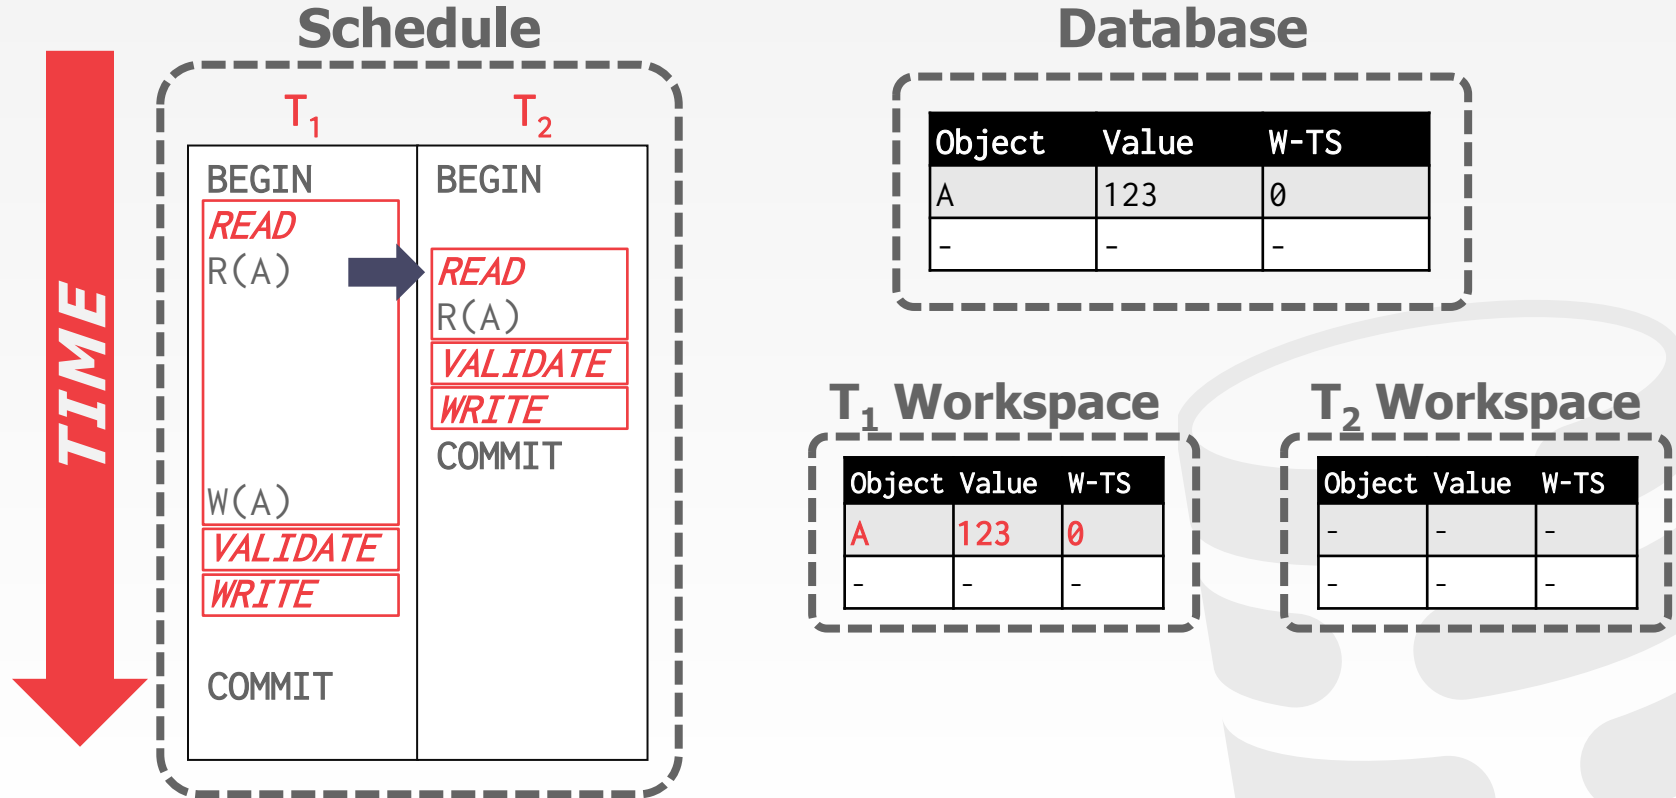 Schedule
TIME
T1 T2
BEGIN BEGIN
READ
R(A) READ
R(A)
VALIDATE
WRITE
COMMIT
W(A)
VALIDATE
WRITE
COMMIT
Database
Object Value W-TS
A 123 0
- - -
T1 Workspace
Object Value W-TS
A 123 0
- - -
T2 Workspace
Object Value W-TS
- - -
- - -